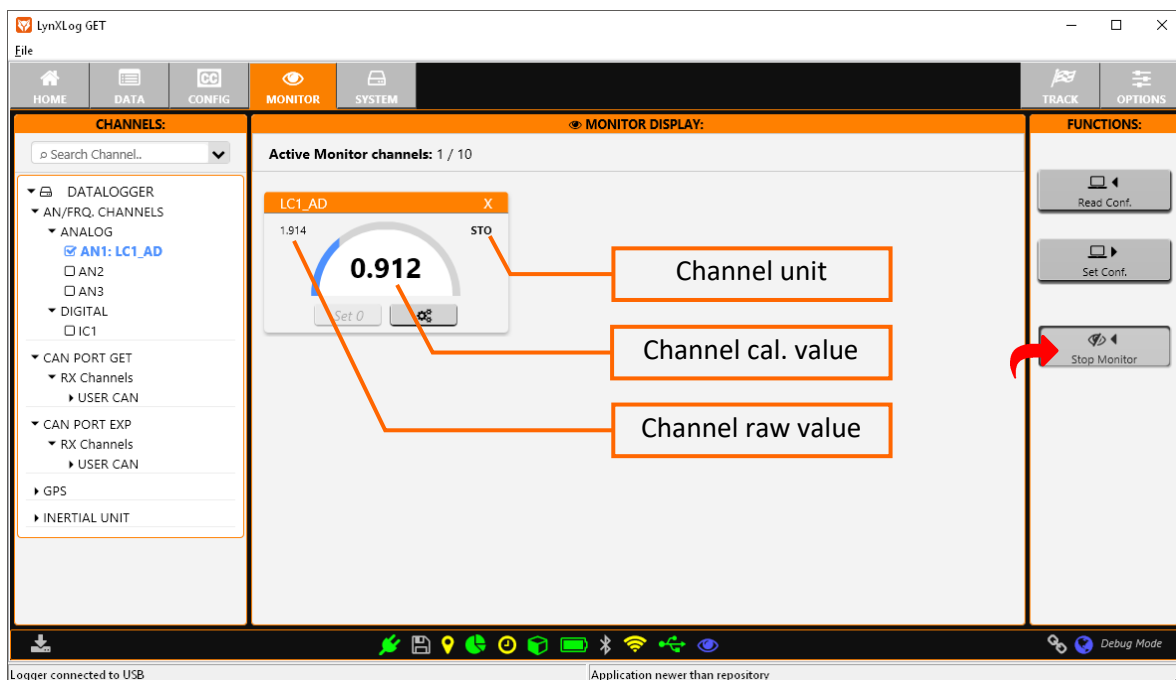 LynXLog GET
File
HOME
DATA
CONFIG
MONITOR
SYSTEM
TRACK
OPTIONS
CHANNELS:
Search Channel..
DATALOGGER
AN/FRQ. CHANNELS
ANALOG
AN1: LC1_AD
AN2
AN3
DIGITAL
IC1
CAN PORT GET
RX Channels
USER CAN
CAN PORT EXP
RX Channels
USER CAN
GPS
INERTIAL UNIT
MONITOR DISPLAY:
Active Monitor channels: 1 / 10
LC1_AD X
1.914 STO
0.912
Set 0
Channel unit
Channel cal. value
Channel raw value
FUNCTIONS:
Read Conf.
Set Conf.
Stop Monitor
Debug Mode
Logger connected to USB
Application newer than repository